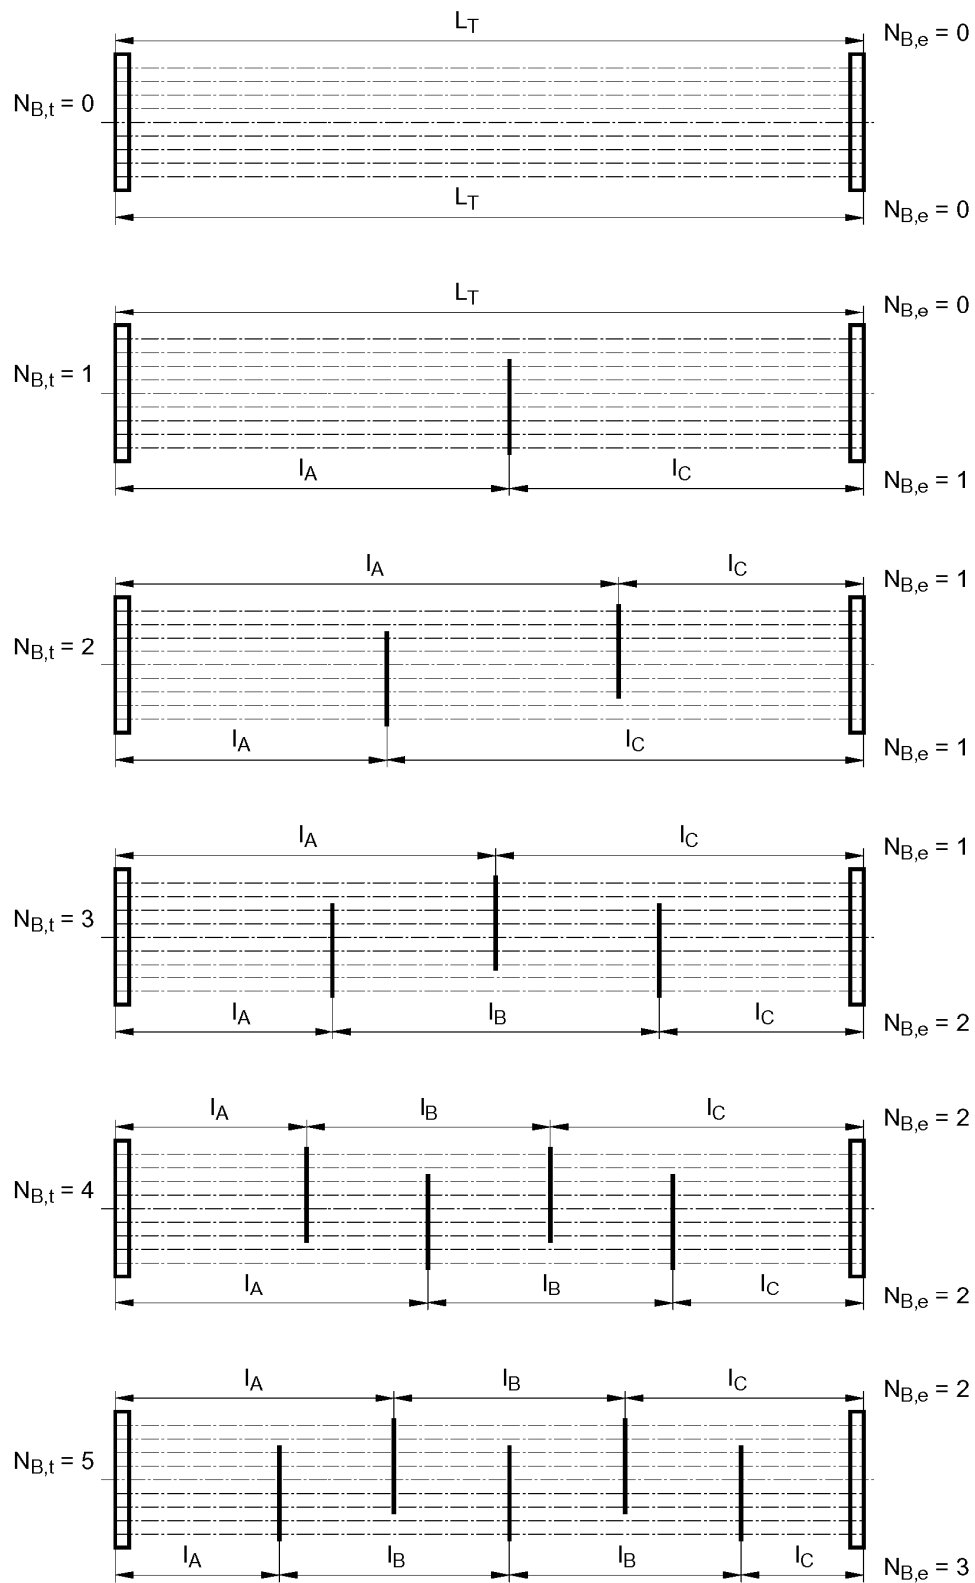 L_T N_B,e = 0
N_B,t = 0
L_T N_B,e = 0
L_T N_B,e = 0
N_B,t = 1
l_A l_C N_B,e = 1
l_A l_C N_B,e = 1
N_B,t = 2
l_A l_C N_B,e = 1
l_A l_C N_B,e = 1
N_B,t = 3
l_A l_B l_C N_B,e = 2
l_A l_B l_C N_B,e = 2
N_B,t = 4
l_A l_B l_C N_B,e = 2
l_A l_B l_C N_B,e = 2
N_B,t = 5
l_A l_B l_B l_C N_B,e = 3